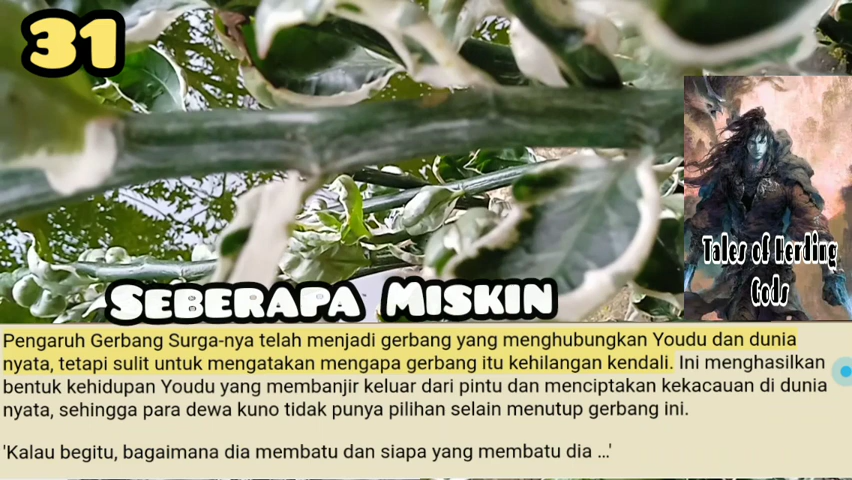 31
Tales of Herding
Gods
SEBERAPA MISKIN
Pengaruh Gerbang Surga-nya telah menjadi gerbang yang menghubungkan Youdu dan dunia
nyata, tetapi sulit untuk mengatakan mengapa gerbang itu kehilangan kendali. Ini menghasilkan
bentuk kehidupan Youdu yang membanjir keluar dari pintu dan menciptakan kekacauan di dunia
nyata, sehingga para dewa kuno tidak punya pilihan selain menutup gerbang ini.
'Kalau begitu, bagaimana dia membatu dan siapa yang membatu dia ...'